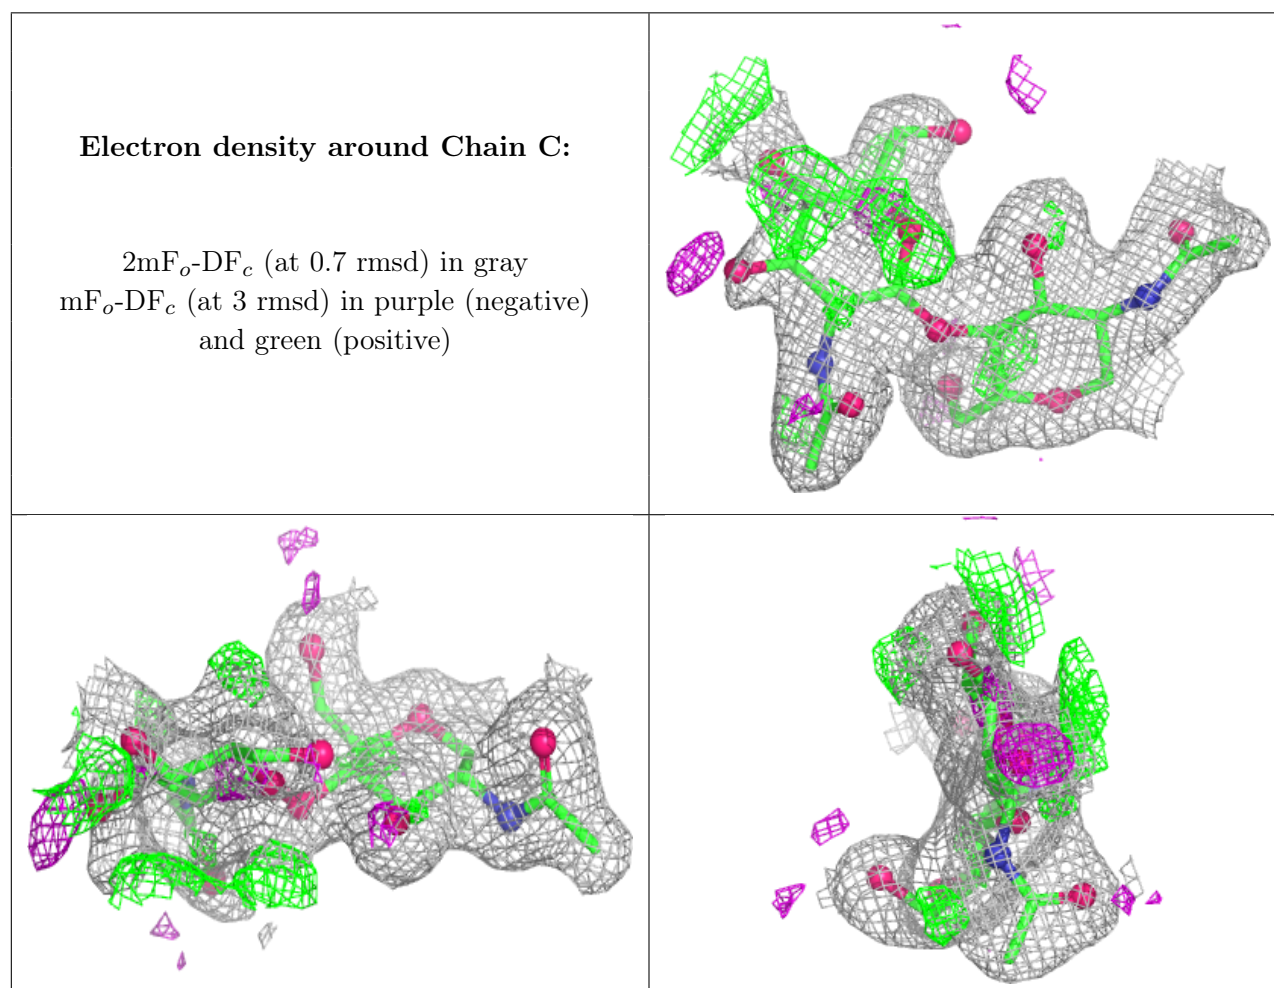 Electron density around Chain C:
2mFo-DFc (at 0.7 rmsd) in gray
mFo-DFc (at 3 rmsd) in purple (negative)
and green (positive)